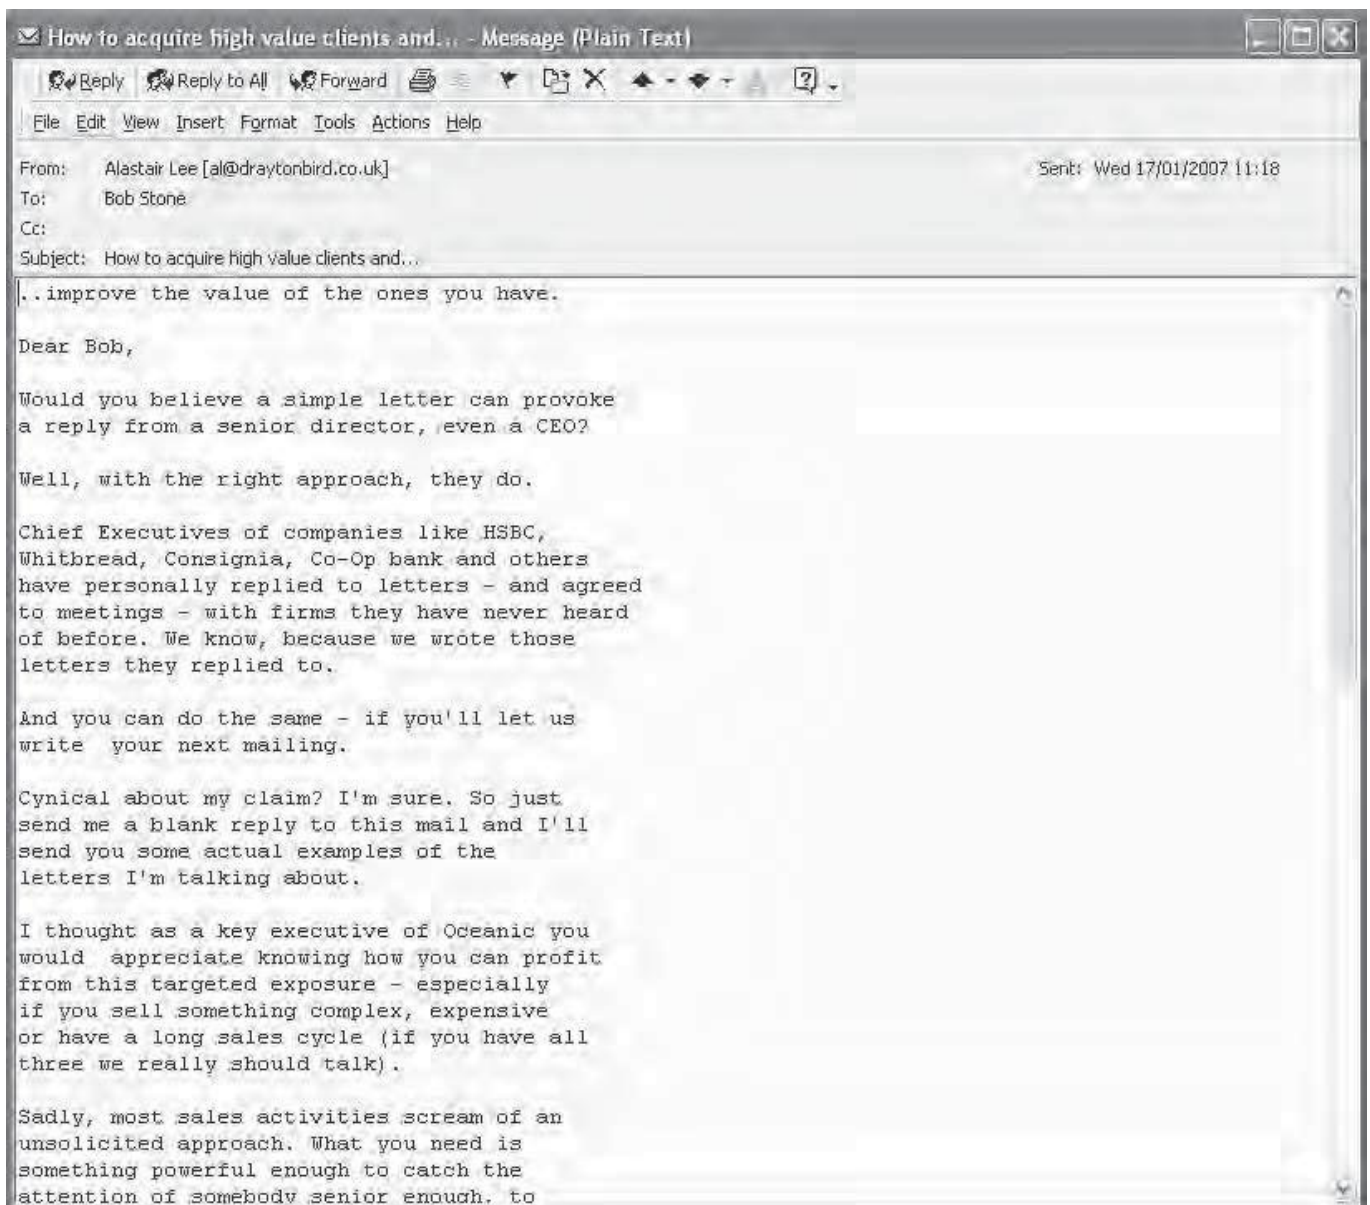 How to acquire high value clients and... - Message (Plain Text)
Reply Reply to All Forward
File Edit View Insert Format Tools Actions Help
From: Alastair Lee [al@draytonbird.co.uk] Sent: Wed 17/01/2007 11:18
To: Bob Stone
Cc:
Subject: How to acquire high value clients and...
..improve the value of the ones you have.
Dear Bob,
Would you believe a simple letter can provoke
a reply from a senior director, even a CEO?
Well, with the right approach, they do.
Chief Executives of companies like HSBC,
Whitbread, Consignia, Co-Op bank and others
have personally replied to letters - and agreed
to meetings - with firms they have never heard
of before. We know, because we wrote those
letters they replied to.
And you can do the same - if you'll let us
write  your next mailing.
Cynical about my claim? I'm sure. So just
send me a blank reply to this mail and I'll
send you some actual examples of the
letters I'm talking about.
I thought as a key executive of Oceanic you
would  appreciate knowing how you can profit
from this targeted exposure - especially
if you sell something complex, expensive
or have a long sales cycle (if you have all
three we really should talk).
Sadly, most sales activities scream of an
unsolicited approach. What you need is
something powerful enough to catch the
attention of somebody senior enough, to